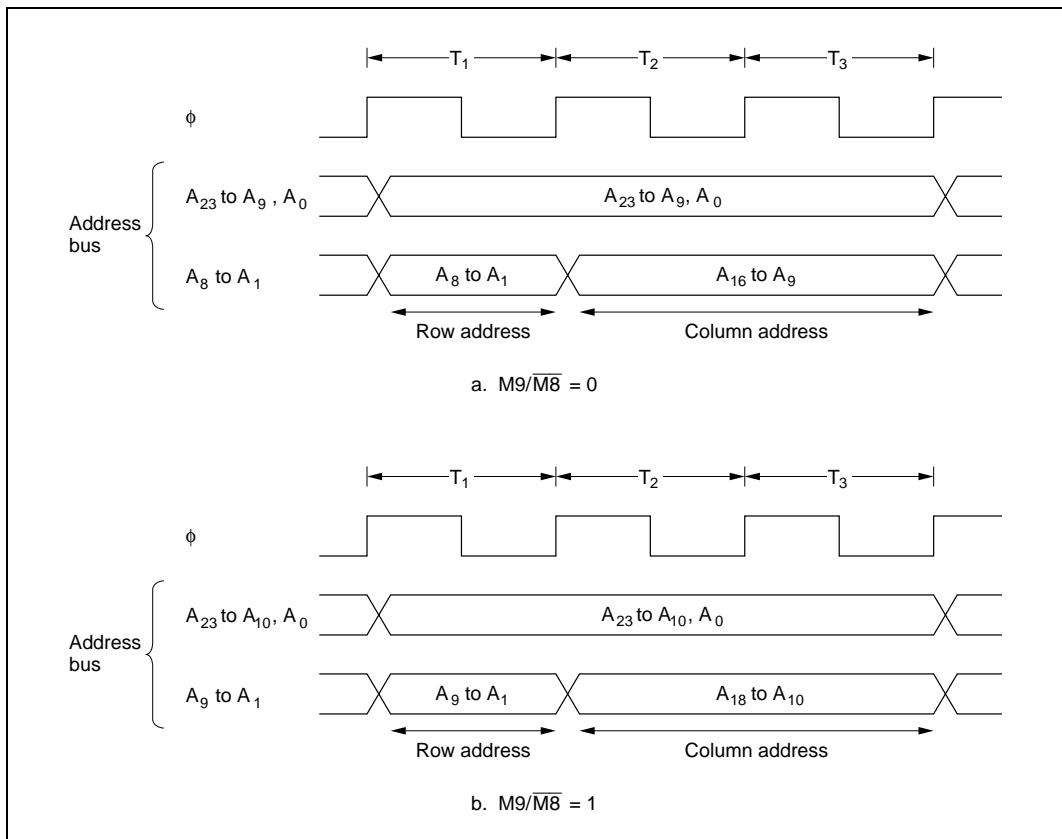 T₁ T₂ T₃
ϕ
Address bus
A₂₃ to A₉ , A₀
A₂₃ to A₉, A₀
A₈ to A₁
A₈ to A₁
A₁₆ to A₉
Row address
Column address
a. M9/M̅8̅ = 0
T₁ T₂ T₃
ϕ
Address bus
A₂₃ to A₁₀, A₀
A₂₃ to A₁₀, A₀
A₉ to A₁
A₉ to A₁
A₁₈ to A₁₀
Row address
Column address
b. M9/M̅8̅ = 1